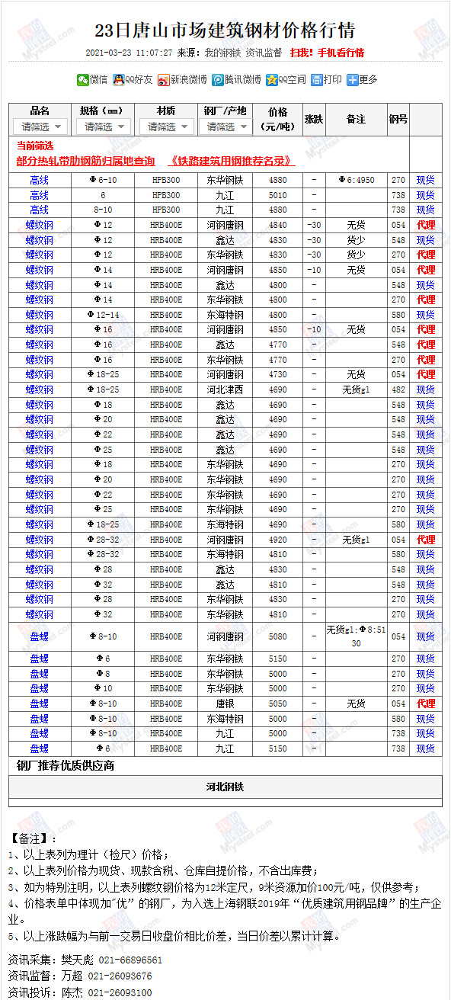 23日唐山市场建筑钢材价格行情
2021-03-23 11:07:27 来源：我的钢铁 资讯监督 扫我！手机看行情
微信 QQ好友 新浪微博 腾讯微博 QQ空间 打印 更多
品名 规格（mm） 材质 钢厂/产地 价格（元/吨） 涨跌 备注 钢号
请筛选 请筛选 请筛选 请筛选
当前筛选
部分热轧带肋钢筋归属地查询 《铁路建筑用钢推荐名录》
高线 Φ6-10 HPB300 东华钢铁 4880 - Φ6:4950 270 现货
高线 6 HPB300 九江 5010 - 738 现货
高线 8-10 HPB300 九江 4880 - 738 现货
螺纹钢 Φ12 HRB400E 河钢唐钢 4840 -30 无货 054 代理
螺纹钢 Φ12 HRB400E 鑫达 4830 -30 货少 548 现货
螺纹钢 Φ12 HRB400E 东华钢铁 4830 -30 货少 270 代理
螺纹钢 Φ14 HRB400E 河钢唐钢 4850 -10 无货 054 代理
螺纹钢 Φ14 HRB400E 鑫达 4800 - 548 现货
螺纹钢 Φ14 HRB400E 东华钢铁 4800 - 270 代理
螺纹钢 Φ12-14 HRB400E 东海特钢 4800 - 580 现货
螺纹钢 Φ16 HRB400E 河钢唐钢 4850 -10 无货 054 代理
螺纹钢 Φ16 HRB400E 鑫达 4770 - 548 代理
螺纹钢 Φ16 HRB400E 东华钢铁 4770 - 270 代理
螺纹钢 Φ18-25 HRB400E 河钢唐钢 4730 - 无货 054 代理
螺纹钢 Φ18-25 HRB400E 河北津西 4690 - 无货gl 482 现货
螺纹钢 Φ18 HRB400E 鑫达 4690 - 548 现货
螺纹钢 Φ20 HRB400E 鑫达 4690 - 548 现货
螺纹钢 Φ22 HRB400E 鑫达 4690 - 548 现货
螺纹钢 Φ25 HRB400E 鑫达 4690 - 548 现货
螺纹钢 Φ18 HRB400E 东华钢铁 4690 - 270 现货
螺纹钢 Φ20 HRB400E 东华钢铁 4690 - 270 现货
螺纹钢 Φ22 HRB400E 东华钢铁 4690 - 270 现货
螺纹钢 Φ25 HRB400E 东华钢铁 4690 - 270 现货
螺纹钢 Φ18-25 HRB400E 东海特钢 4690 - 580 现货
螺纹钢 Φ28-32 HRB400E 河钢唐钢 4920 - 无货gl 054 代理
螺纹钢 Φ28-32 HRB400E 东海特钢 4810 - 580 现货
螺纹钢 Φ28 HRB400E 鑫达 4830 - 548 现货
螺纹钢 Φ32 HRB400E 鑫达 4810 - 548 现货
螺纹钢 Φ28 HRB400E 东华钢铁 4830 - 270 现货
螺纹钢 Φ32 HRB400E 东华钢铁 4810 - 270 现货
盘螺 Φ8-10 HRB400E 河钢唐钢 5080 - 无货gl;Φ8:5130 054 现货
盘螺 Φ6 HRB400E 东华钢铁 5150 - 270 现货
盘螺 Φ8 HRB400E 东华钢铁 5000 - 270 现货
盘螺 Φ10 HRB400E 东华钢铁 5000 - 270 现货
盘螺 Φ8-10 HRB400E 唐银 5050 - 无货 054 代理
盘螺 Φ8-10 HRB400E 东海特钢 5000 - 580 现货
盘螺 Φ8-10 HRB400E 九江 5000 - 738 现货
盘螺 Φ6 HRB400E 九江 5150 - 738 现货
钢厂推荐优质供应商
河北钢铁
【备注】：
1、以上表列为理计（检尺）价格；
2、以上表列价格为现货、现款含税、仓库自提价格，不含出库费；
3、如为特别注明，以上表列螺纹钢价格为12米定尺，9米资源加价100元/吨，仅供参考；
4、价格表单中体现加"优”的钢厂，为入选上海钢联2019年“优质建筑用钢品牌”的生产企
业。
5、以上涨跌幅为与前一交易日收盘价相比价差，当日价差以累计计算。
资讯采集：樊天彪 021-66896561
资讯监督：万超 021-26093676
资讯投诉：陈杰 021-26093100